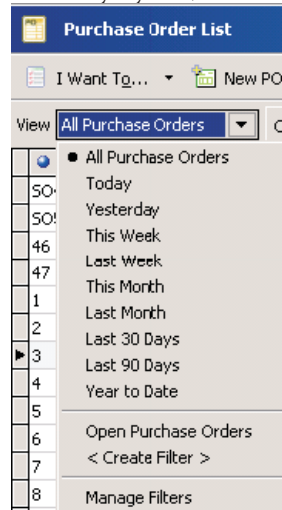 Purchase Order List
I Want To... New PO
View All Purchase Orders
All Purchase Orders
SO
Today
SO
Yesterday
46
This Week
Last Week
47
This Month
1
Last Month
2
Last 30 Days
3
Last 90 Days
4
Year to Date
5
6
Open Purchase Orders
7
< Create Filter >
8
Manage Filters